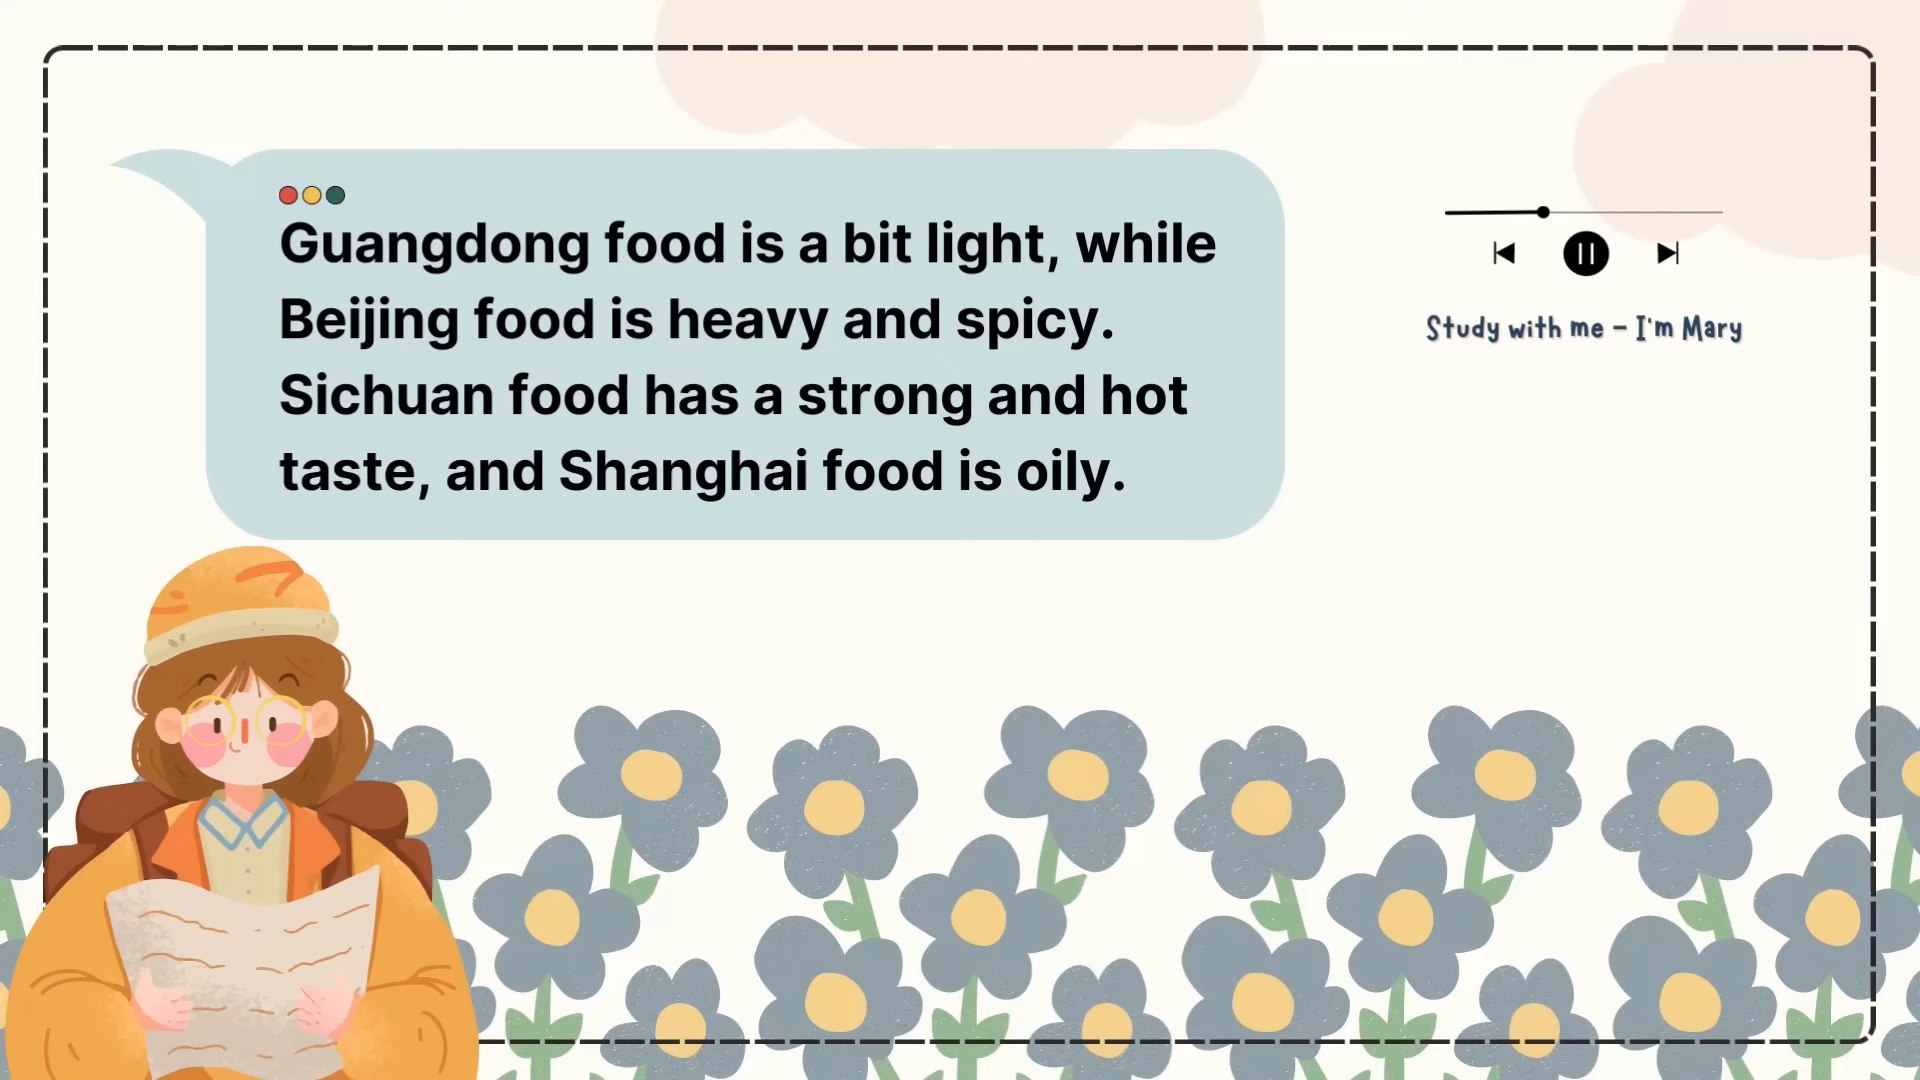 Guangdong food is a bit light, while
Beijing food is heavy and spicy.
Sichuan food has a strong and hot
taste, and Shanghai food is oily.
Study with me - I'm Mary